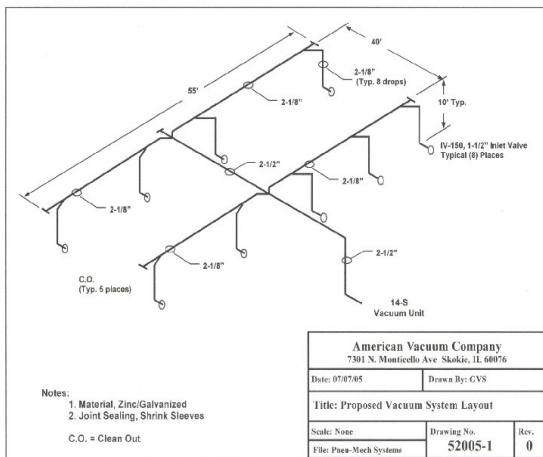 40'
2-1/8"
(Typ. 8 drops)
55'
2-1/8"
10' Typ.
IV-150, 1-1/2" Inlet Valve
Typical (8) Places
2-1/2"
2-1/8"
2-1/8"
2-1/8"
2-1/2"
C.O.
(Typ. 5 places)
14-S
Vacuum Unit
American Vacuum Company
7301 N. Monticello Ave Skokie, IL 60076
Date: 07/07/05
Drawn By: GVS
Title: Proposed Vacuum System Layout
Scale: None
Drawing No.
Rev.
File: Pneu-Mech Systems
52005-1
0
Notes:
1. Material, Zinc/Galvanized
2. Joint Sealing, Shrink Sleeves
C.O. = Clean Out